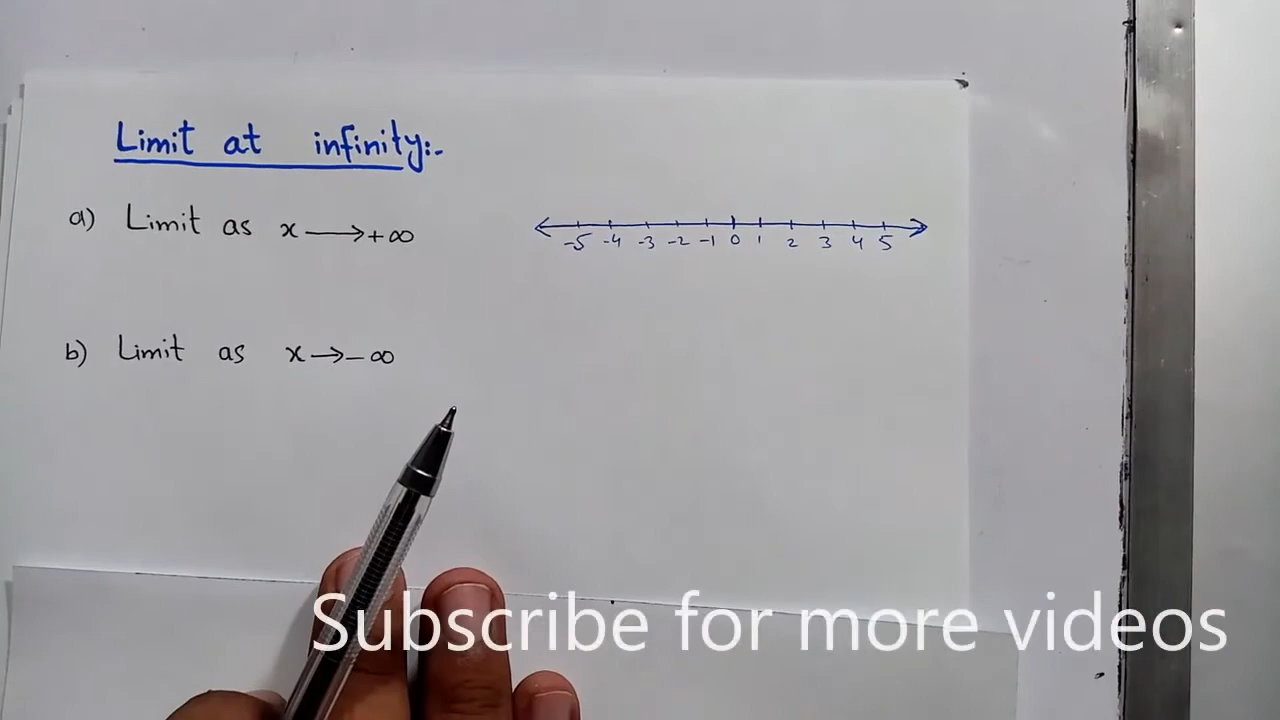 Limit at infinity:-
a) Limit as x⟶+∞
-5 -4 -3 -2 -1 0 1 2 3 4 5
b) Limit as x→-∞
Subscribe for more videos